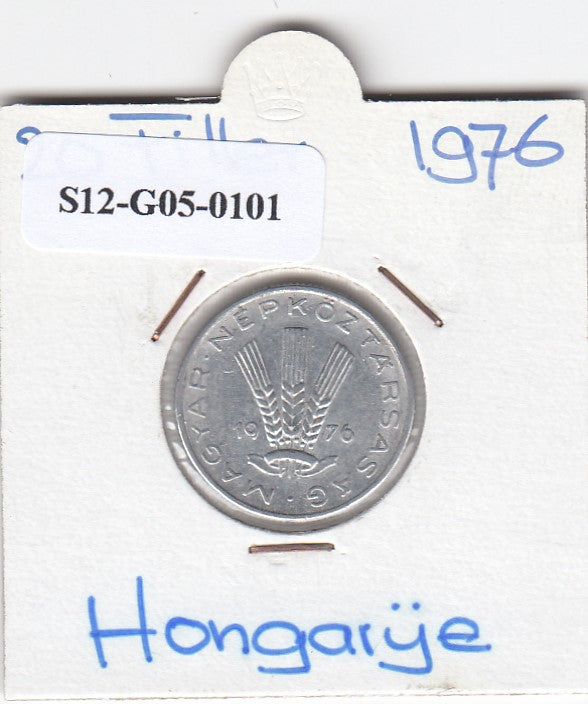 1976
S12-G05-0101
MAGYAR · NÉPKÖZTÁRSASÁG ·
19 76
Hongarije